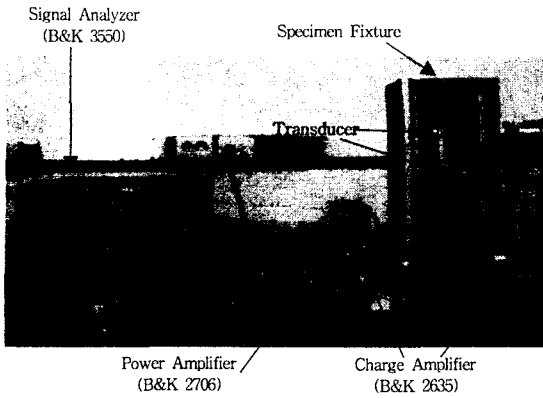 Signal Analyzer
(B&K 3550)
Specimen Fixture
Transducer
Power Amplifier
(B&K 2706)
Charge Amplifier
(B&K 2635)